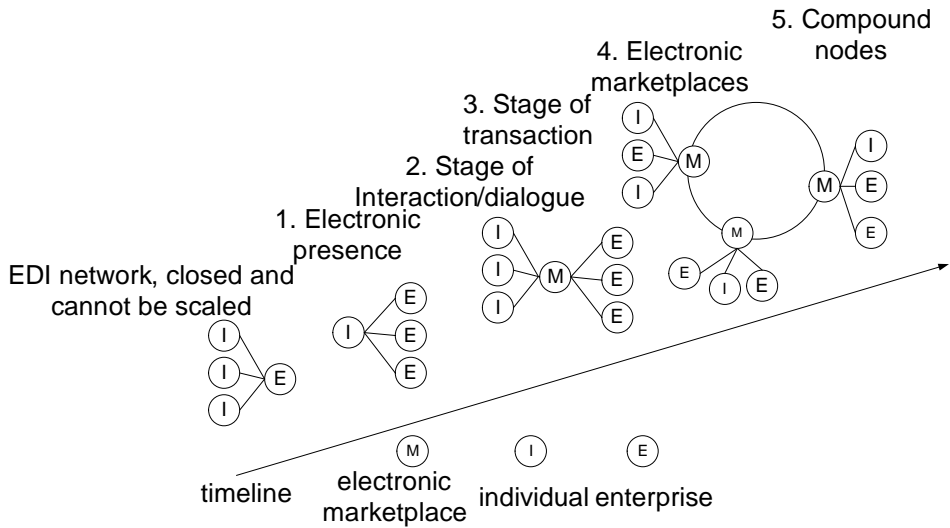 5. Compound
nodes
4. Electronic
marketplaces
3. Stage of
transaction
2. Stage of
Interaction/dialogue
1. Electronic
presence
EDI network, closed and
cannot be scaled
I
I
I
E
I
E
E
E
I
I
I
M
E
E
E
I
E
I
M
M
I
E
E
M
E
I
E
M
I
E
timeline
electronic
marketplace
individual
enterprise